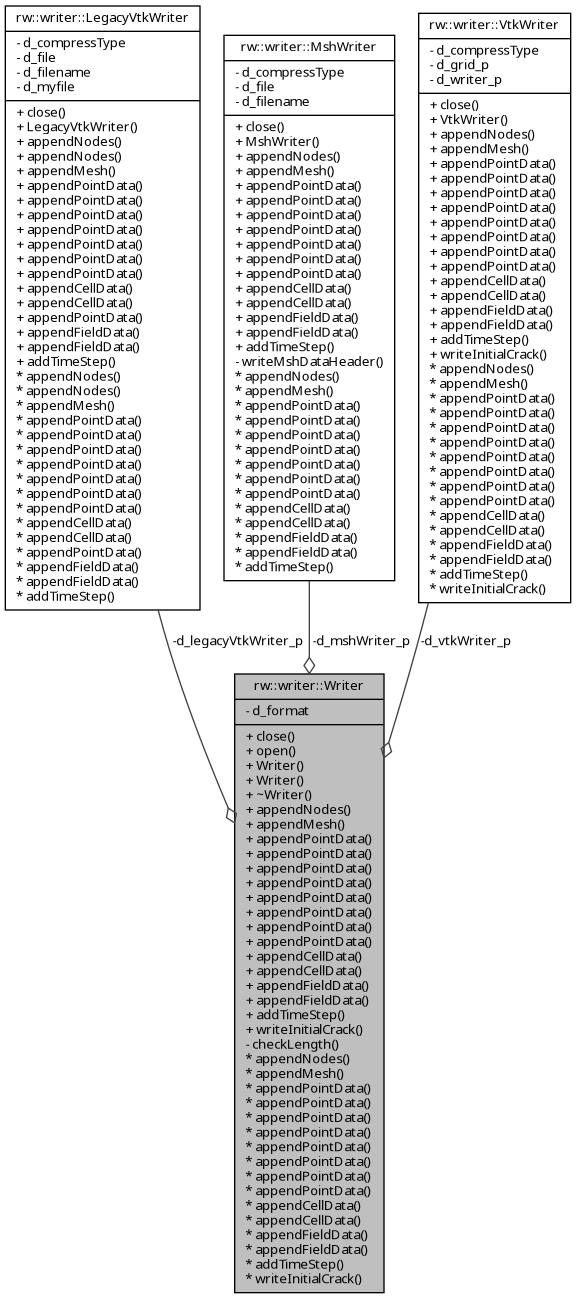 rw::writer::LegacyVtkWriter
- d_compressType
- d_file
- d_filename
- d_myfile
+ close()
+ LegacyVtkWriter()
+ appendNodes()
+ appendNodes()
+ appendMesh()
+ appendPointData()
+ appendPointData()
+ appendPointData()
+ appendPointData()
+ appendPointData()
+ appendPointData()
+ appendPointData()
+ appendCellData()
+ appendCellData()
+ appendPointData()
+ appendFieldData()
+ appendFieldData()
+ addTimeStep()
* appendNodes()
* appendNodes()
* appendMesh()
* appendPointData()
* appendPointData()
* appendPointData()
* appendPointData()
* appendPointData()
* appendPointData()
* appendPointData()
* appendCellData()
* appendCellData()
* appendPointData()
* appendFieldData()
* appendFieldData()
* addTimeStep()
rw::writer::MshWriter
- d_compressType
- d_file
- d_filename
+ close()
+ MshWriter()
+ appendNodes()
+ appendMesh()
+ appendPointData()
+ appendPointData()
+ appendPointData()
+ appendPointData()
+ appendPointData()
+ appendPointData()
+ appendPointData()
+ appendCellData()
+ appendCellData()
+ appendFieldData()
+ appendFieldData()
+ addTimeStep()
- writeMshDataHeader()
* appendNodes()
* appendMesh()
* appendPointData()
* appendPointData()
* appendPointData()
* appendPointData()
* appendPointData()
* appendPointData()
* appendPointData()
* appendCellData()
* appendCellData()
* appendFieldData()
* appendFieldData()
* addTimeStep()
rw::writer::VtkWriter
- d_compressType
- d_grid_p
- d_writer_p
+ close()
+ VtkWriter()
+ appendNodes()
+ appendMesh()
+ appendPointData()
+ appendPointData()
+ appendPointData()
+ appendPointData()
+ appendPointData()
+ appendPointData()
+ appendPointData()
+ appendPointData()
+ appendCellData()
+ appendCellData()
+ appendFieldData()
+ appendFieldData()
+ addTimeStep()
+ writeInitialCrack()
* appendNodes()
* appendMesh()
* appendPointData()
* appendPointData()
* appendPointData()
* appendPointData()
* appendPointData()
* appendPointData()
* appendPointData()
* appendPointData()
* appendCellData()
* appendCellData()
* appendFieldData()
* appendFieldData()
* addTimeStep()
* writeInitialCrack()
-d_legacyVtkWriter_p
-d_mshWriter_p
-d_vtkWriter_p
rw::writer::Writer
- d_format
+ close()
+ open()
+ Writer()
+ Writer()
+ ~Writer()
+ appendNodes()
+ appendMesh()
+ appendPointData()
+ appendPointData()
+ appendPointData()
+ appendPointData()
+ appendPointData()
+ appendPointData()
+ appendPointData()
+ appendPointData()
+ appendCellData()
+ appendCellData()
+ appendFieldData()
+ appendFieldData()
+ addTimeStep()
+ writeInitialCrack()
- checkLength()
* appendNodes()
* appendMesh()
* appendPointData()
* appendPointData()
* appendPointData()
* appendPointData()
* appendPointData()
* appendPointData()
* appendPointData()
* appendPointData()
* appendCellData()
* appendCellData()
* appendFieldData()
* appendFieldData()
* addTimeStep()
* writeInitialCrack()